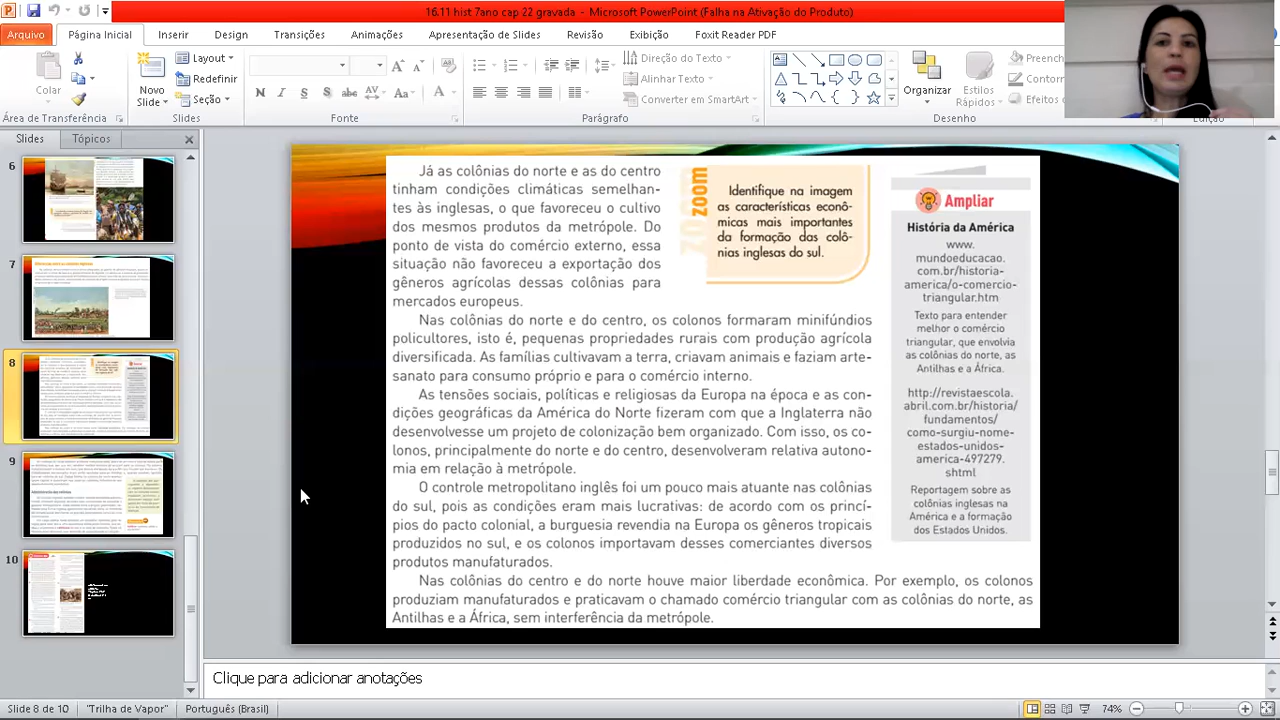 16.11 hist 7ano cap 22 gravada - Microsoft PowerPoint (Falha na Ativação do Produto)
Arquivo
Página Inicial
Inserir
Design
Transições
Animações
Apresentação de Slides
Revisão
Exibição
Foxit Reader PDF
Colar
Novo
Slide
Layout
Redefinir
Seção
Direção do Texto
Alinhar Texto
Converter em SmartArt
Organizar
Estilos
Rápidos
Preench
Contorn
Efeitos
Área de Transferência
Slides
Fonte
Parágrafo
Desenho
Edição
Slides
Tópicos
6
7
8
9
10
Já as colônias do norte e as do centro
tinham condições climáticas semelhan-
tes às inglesas, o que favoreceu o cultivo
dos mesmos produtos da metrópole. Do
ponto de vista do comércio externo, essa
situação não favoreceu a exportação dos
gêneros agrícolas dessas colônias para
mercados europeus.
Nas colônias do norte e do centro, os colonos formaram minifúndios
policultores, isto é, pequenas propriedades rurais com produção agrícola
diversificada. As famílias cultivavam a terra, criavam animais e faziam arte-
para o comércio interno.
As tensões sociais, políticas e religiosas da Europa mais as con-
dições geográficas da América do Norte fizeram com que a Inglaterra não
desenvolvesse um projeto de colonização bem organizado. Com isso, os co-
lonos, principalmente do norte e do centro, desenvolveram relativa autono-
mia em relação à metrópole.
O controle metropolitano inglês foi um pouco mais atuante nas colônias
do sul, pois as condições eram mais lucrativas: de acordo com os princí-
pios do pacto colonial, a burguesia revendia na Europa os gêneros tropicais
produzidos no sul, e os colonos importavam desses comerciantes diversos
produtos manufaturados.
Nas colônias do centro e do norte houve maior liberdade econômica. Por exemplo, os colonos
produziam manufaturados e praticavam o chamado comércio triangular com as colônias do norte, as
Antilhas e a África, sem interferência da metrópole.
zoom
Identifique na imagem
as características econô-
micas mais importantes
da formação das colô-
nias inglesas do sul.
Ampliar
História da América
www.
mundoeducacao.
com.br/historia-
america/o-comercio-
triangular.htm
Texto para entender
melhor o comércio
triangular, que envolvia
as colônias do norte, as
Antilhas e a África.
http://revistaescola.
abril.com.br/historia/
fundamentos/
como-surgiu-nome-
estados-unidos-
america-497279.
shtml
Reportagem sobre as
colônias inglesas na
América e a formação
dos Estados Unidos.
Clique para adicionar anotações
Slide 8 de 10
"Trilha de Vapor"
Português (Brasil)
74%